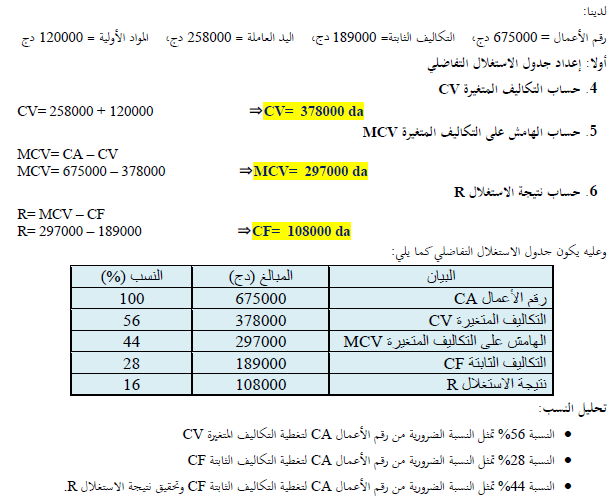 لدينا:
رقم الأعمال = 675000 دج، التكاليف الثابتة= 189000 دج، اليد العاملة = 258000 دج، المواد الأولية = 120000 دج
أولا: إعداد جدول الاستغلال التفاضلي
4. حساب التكاليف المتغيرة CV
CV= 258000 + 120000 ⇒CV= 378000 da
5. حساب الهامش على التكاليف المتغيرة MCV
MCV= CA – CV
MCV= 675000 – 378000 ⇒MCV= 297000 da
6. حساب نتيجة الاستغلال R
R= MCV – CF
R= 297000 – 189000 ⇒CF= 108000 da
وعليه يكون جدول الاستغلال التفاضلي كما يلي:
البيان المبالغ (دج) النسب (%)
رقم الأعمال CA 675000 100
التكاليف المتغيرة CV 378000 56
الهامش على التكاليف المتغيرة MCV 297000 44
التكاليف الثابتة CF 189000 28
نتيجة الاستغلال R 108000 16
تحليل النسب:
• النسبة 56% تمثل النسبة الضرورية من رقم الأعمال CA لتغطية التكاليف المتغيرة CV
• النسبة 28% تمثل النسبة الضرورية من رقم الأعمال CA لتغطية التكاليف الثابتة CF
• النسبة 44% تمثل النسبة الضرورية من رقم الأعمال CA لتغطية التكاليف الثابتة CF وتحقيق نتيجة الاستغلال R.